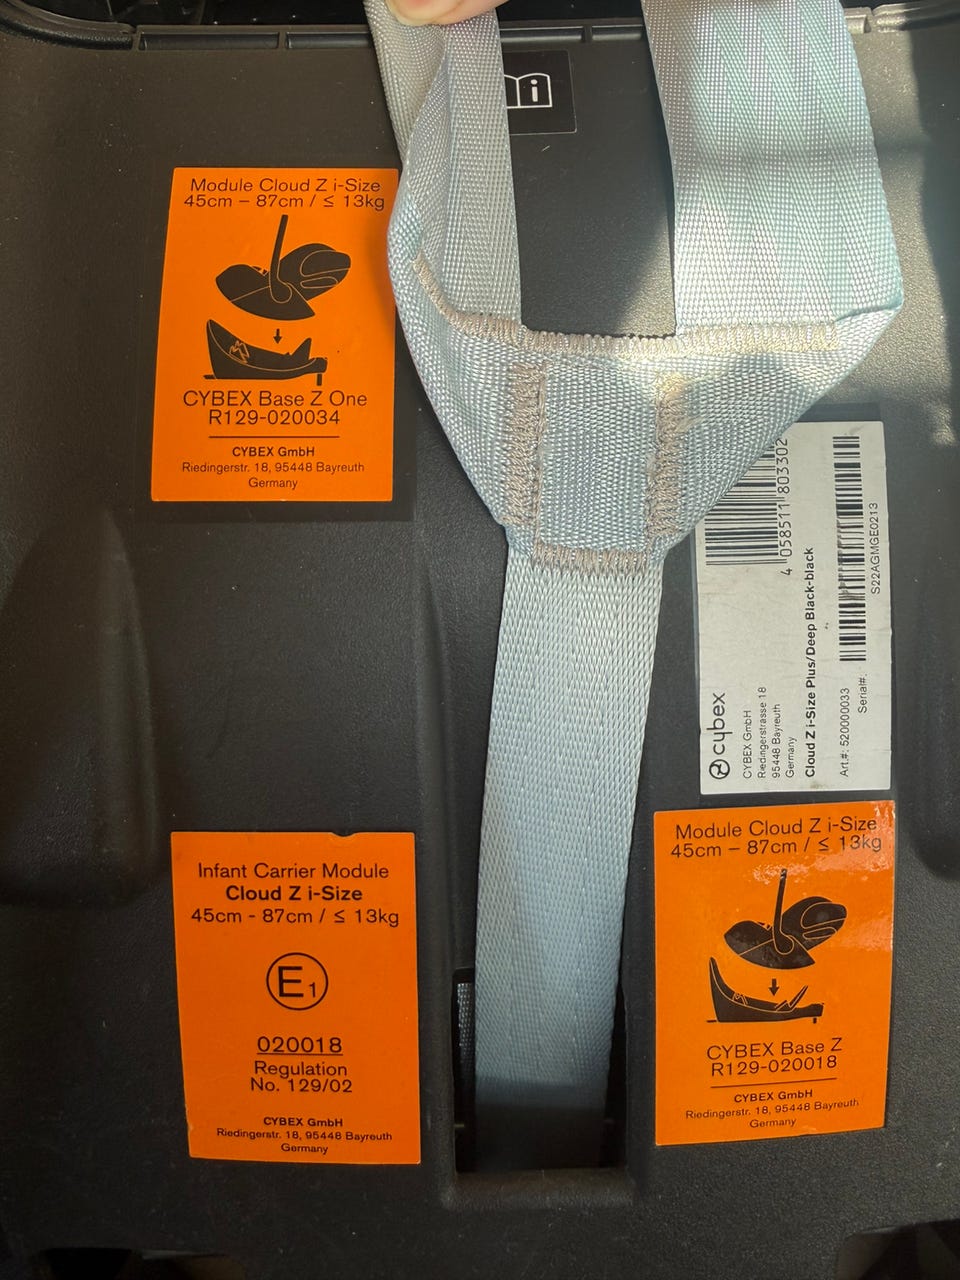 Module Cloud Z i-Size
45cm – 87cm / ≤ 13kg
CYBEX Base Z One
R129-020034
CYBEX GmbH
Riedingerstr. 18, 95448 Bayreuth
Germany
4 058511 803302
cybex
CYBEX GmbH
Riedingerstrasse 18
95448 Bayreuth
Germany
Cloud Z i-Size Plus/Deep Black-black
Art.#: 520000033
Serial#:
S22AGMGE0213
Infant Carrier Module
Cloud Z i-Size
45cm - 87cm / ≤ 13kg
E1
020018
Regulation
No. 129/02
CYBEX GmbH
Riedingerstr. 18, 95448 Bayreuth
Germany
Module Cloud Z i-Size
45cm – 87cm / ≤ 13kg
CYBEX Base Z
R129-020018
CYBEX GmbH
Riedingerstr. 18, 95448 Bayreuth
Germany